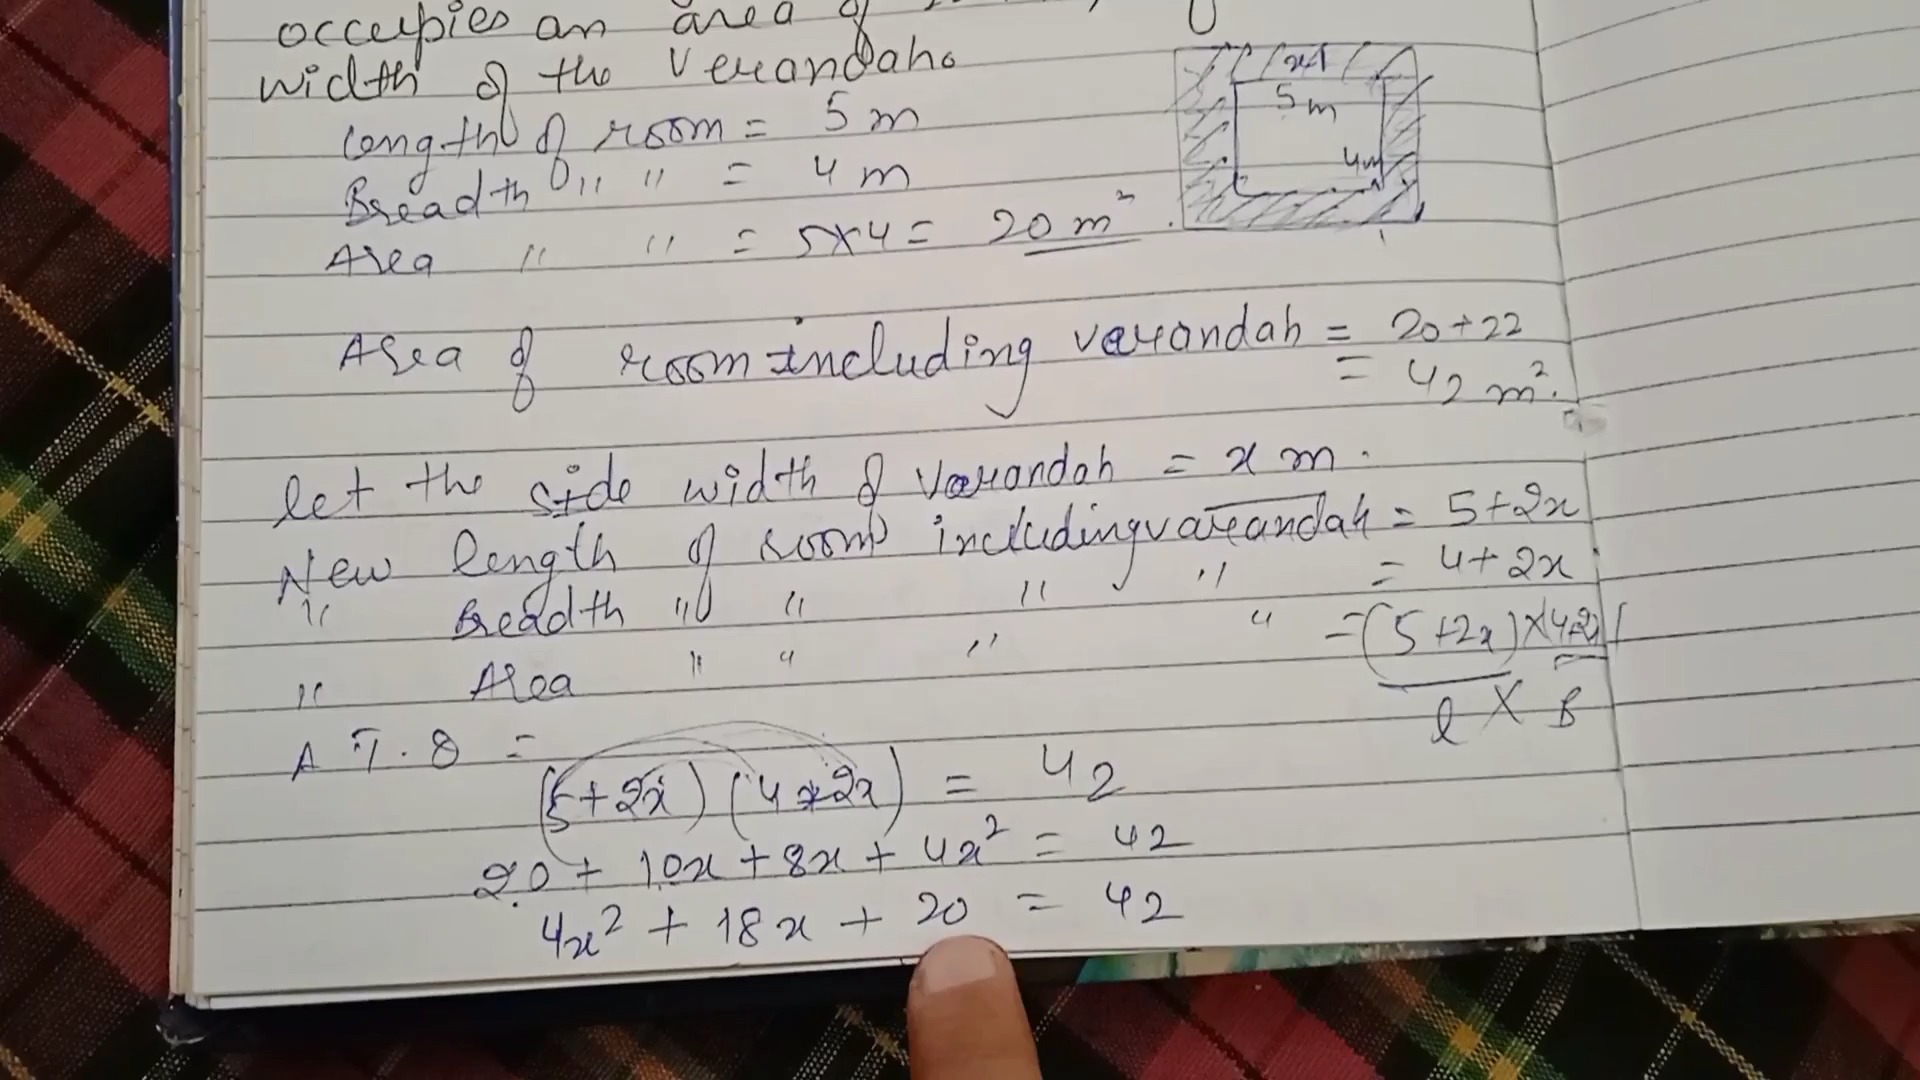 occupies an area of
width of the Verandah.
length of room = 5 m
Breadth " " = 4 m
Area " " = 5×4 = 20 m²
5 m
4m
Area of room including verandah = 20+22
= 42 m².
let the side width of Varandah = x m.
New length of room including varandah = 5+2x
" Breadth " " " " = 4+2x
" Area " " " " = (5+2x)×(4+2x)
l × B
A T. Q =
(5+2x) (4+2x) = 42
20 + 10x + 8x + 4x² = 42
4x² + 18x + 20 = 42